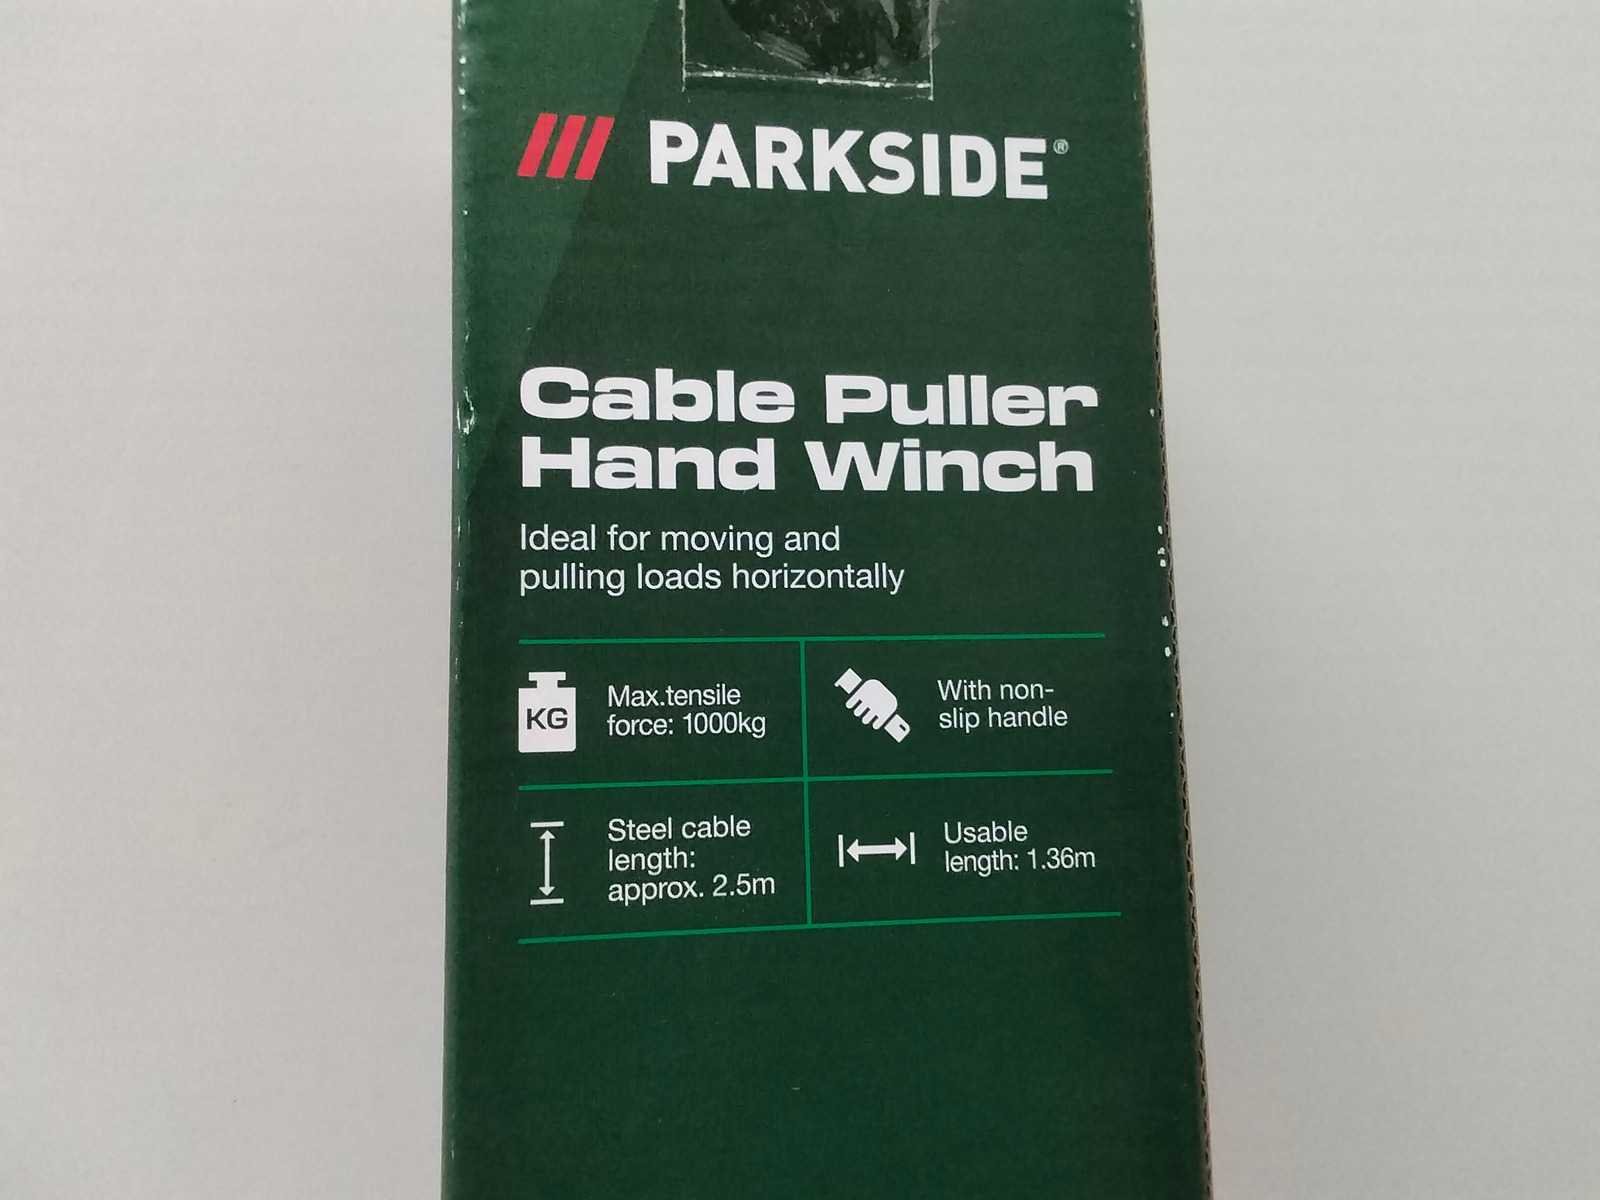 PARKSIDE®
Cable Puller
Hand Winch
Ideal for moving and
pulling loads horizontally
KG
Max.tensile
force: 1000kg
With non-
slip handle
Steel cable
length:
approx. 2.5m
Usable
length: 1.36m